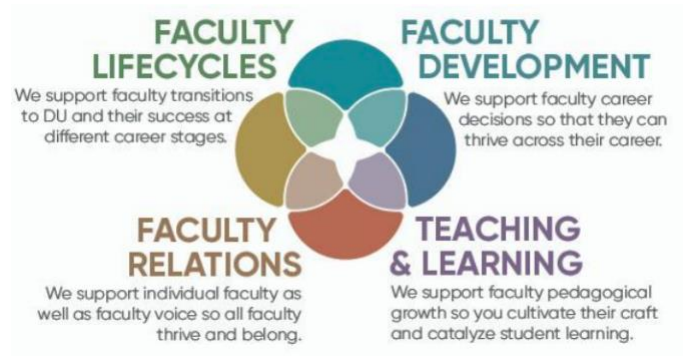 FACULTY
LIFECYCLES
We support faculty transitions
to DU and their success at
different career stages.
FACULTY
DEVELOPMENT
We support faculty career
decisions so that they can
thrive across their career.
FACULTY
RELATIONS
We support individual faculty as
well as faculty voice so all faculty
thrive and belong.
TEACHING
& LEARNING
We support faculty pedagogical
growth so you cultivate their craft
and catalyze student learning.